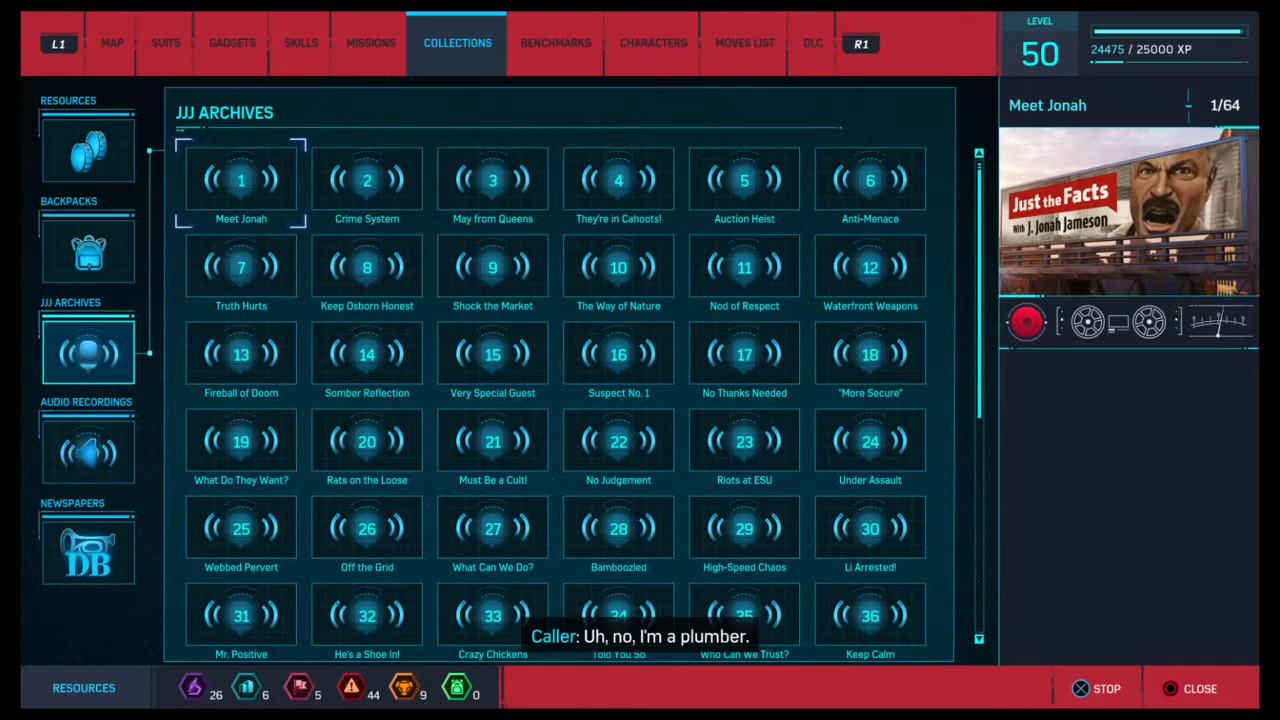 L1
MAP
SUITS
GADGETS
SKILLS
MISSIONS
COLLECTIONS
BENCHMARKS
CHARACTERS
MOVES LIST
DLC
R1
LEVEL
50
24475 / 25000 XP
RESOURCES
BACKPACKS
JJJ ARCHIVES
AUDIO RECORDINGS
NEWSPAPERS
DB
JJJ ARCHIVES
1
Meet Jonah
2
Crime System
3
May from Queens
4
They're in Cahoots!
5
Auction Heist
6
Anti-Menace
7
Truth Hurts
8
Keep Osborn Honest
9
Shock the Market
10
The Way of Nature
11
Nod of Respect
12
Waterfront Weapons
13
Fireball of Doom
14
Somber Reflection
15
Very Special Guest
16
Suspect No. 1
17
No Thanks Needed
18
"More Secure"
19
What Do They Want?
20
Rats on the Loose
21
Must Be a Cult!
22
No Judgement
23
Riots at ESU
24
Under Assault
25
Webbed Pervert
26
Off the Grid
27
What Can We Do?
28
Bamboozled
29
High-Speed Chaos
30
Li Arrested!
31
Mr. Positive
32
He's a Shoe In!
33
Crazy Chickens
34
Told You So
35
Who Can We Trust?
36
Keep Calm
Caller: Uh, no, I'm a plumber.
Meet Jonah
1/64
Just the Facts
With J. Jonah Jameson
RESOURCES
26
6
5
44
9
0
STOP
CLOSE